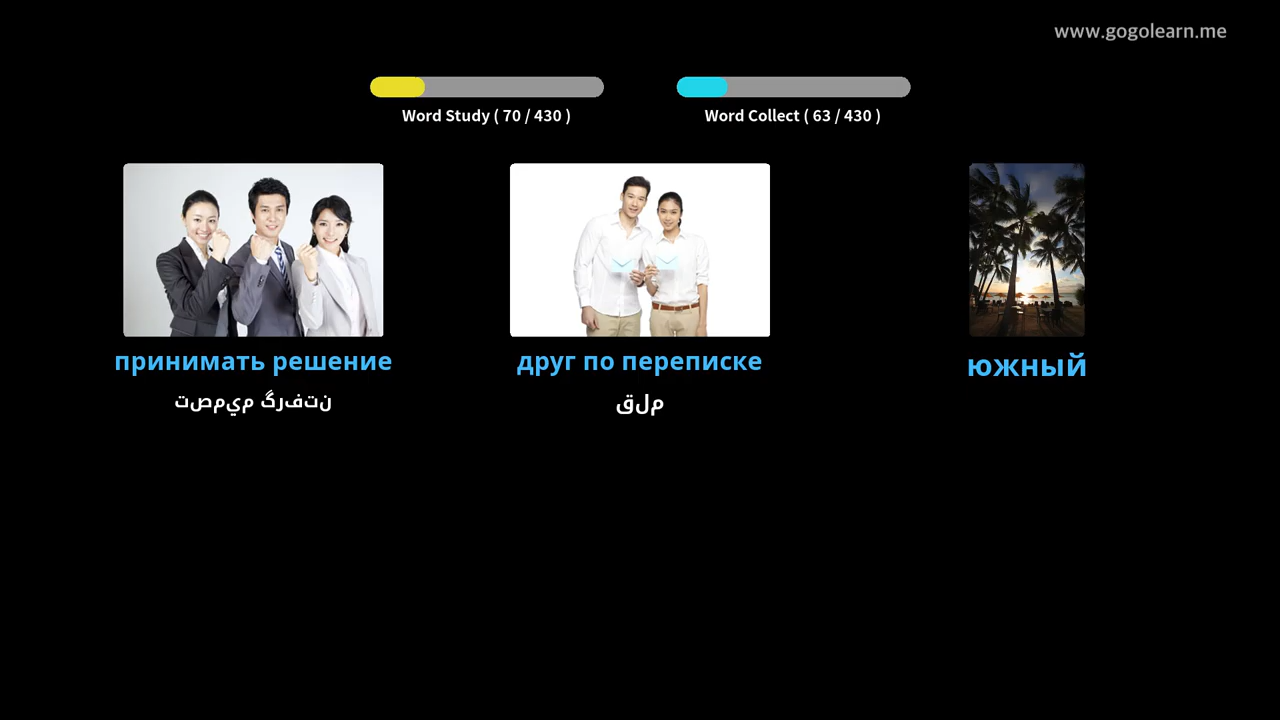 www.gogolearn.me
Word Study ( 70 / 430 )
Word Collect ( 63 / 430 )
принимать решение
تصميم گرفتن
друг по переписке
قلم
южный